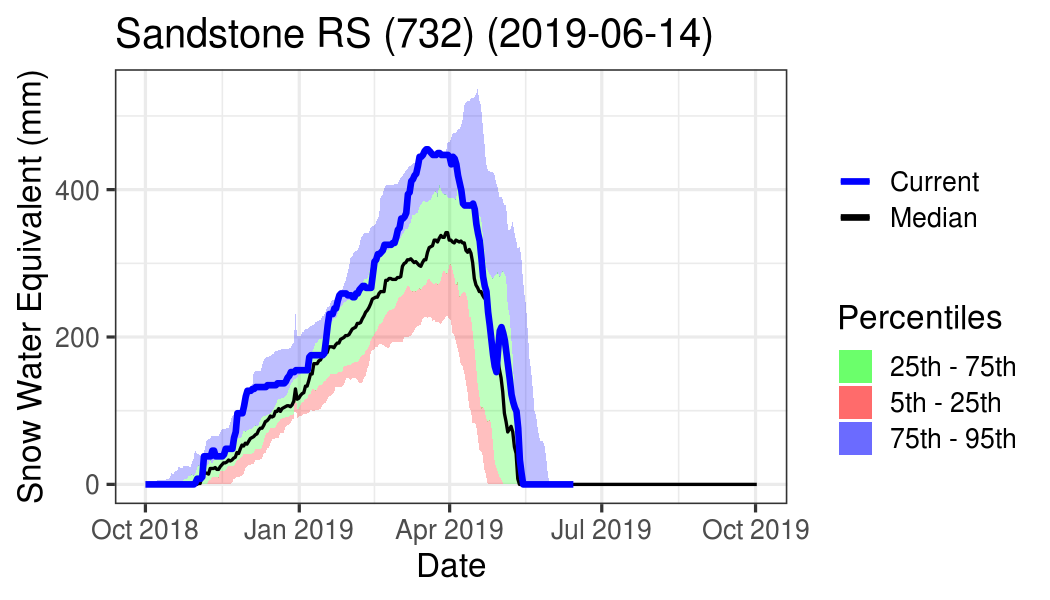 Sandstone RS (732) (2019-06-14)
Snow Water Equivalent (mm)
400
200
0
Oct 2018
Jan 2019
Apr 2019
Jul 2019
Oct 2019
Date
Current
Median
Percentiles
25th - 75th
5th - 25th
75th - 95th